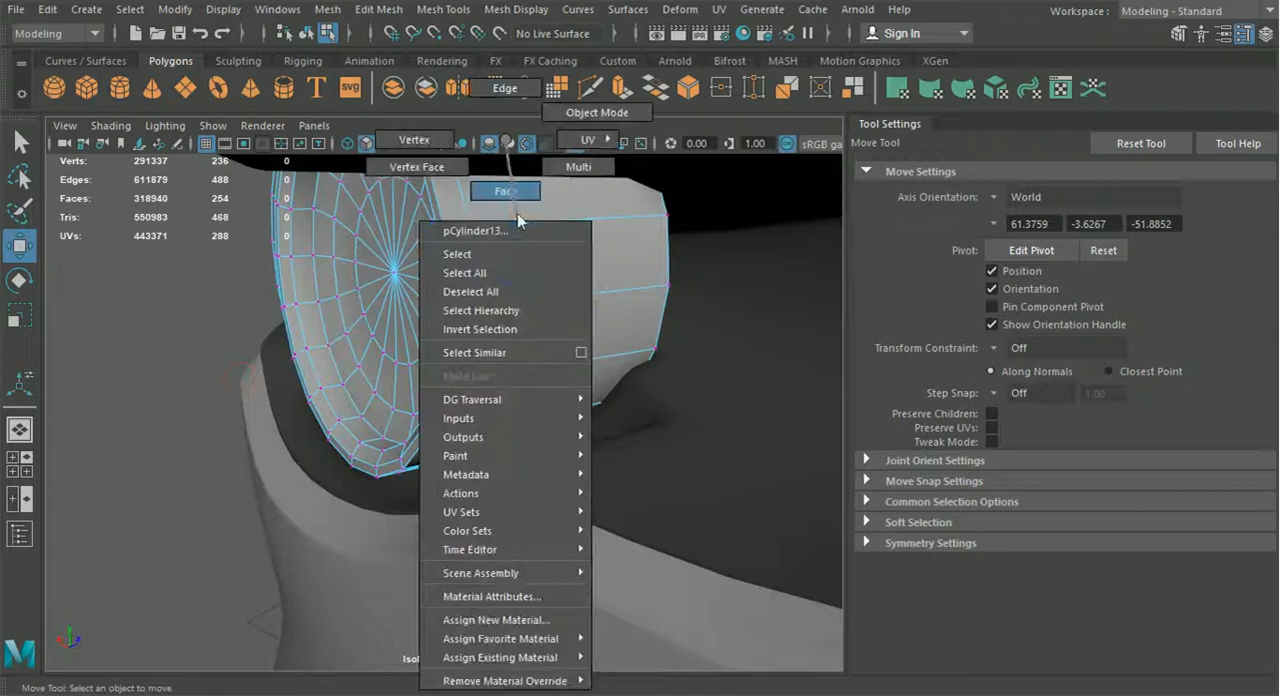 File Edit Create Select Modify Display Windows Mesh Edit Mesh Mesh Tools Mesh Display Curves Surfaces Deform UV Generate Cache Arnold Help Workspace : Modeling - Standard
Modeling No Live Surface Sign In
Curves / Surfaces Polygons Sculpting Rigging Animation Rendering FX FX Caching Custom Arnold Bifrost MASH Motion Graphics XGen
T svg
Edge
Object Mode
View Shading Lighting Show Renderer Panels
Tool Settings
Vertex UV
0.00 1.00 sRGB ga
Move Tool Reset Tool Tool Help
Verts: 291337 236 0
Vertex Face Multi
Edges: 611879 488 0
Faces: 318940 254 0
Face
Tris: 550983 468 0
UVs: 443371 288 0
pCylinder13...
Select
Select All
Deselect All
Select Hierarchy
Invert Selection
Select Similar
Make Live
DG Traversal
Inputs
Outputs
Paint
Metadata
Actions
UV Sets
Color Sets
Time Editor
Scene Assembly
Material Attributes...
Assign New Material...
Assign Favorite Material
Assign Existing Material
Remove Material Override
Move Settings
Axis Orientation: World
61.3759 -3.6267 -51.8852
Pivot: Edit Pivot Reset
Position
Orientation
Pin Component Pivot
Show Orientation Handle
Transform Constraint: Off
Along Normals Closest Point
Step Snap: Off 1.00
Preserve Children:
Preserve UVs:
Tweak Mode:
Joint Orient Settings
Move Snap Settings
Common Selection Options
Soft Selection
Symmetry Settings
Move Tool: Select an object to move.